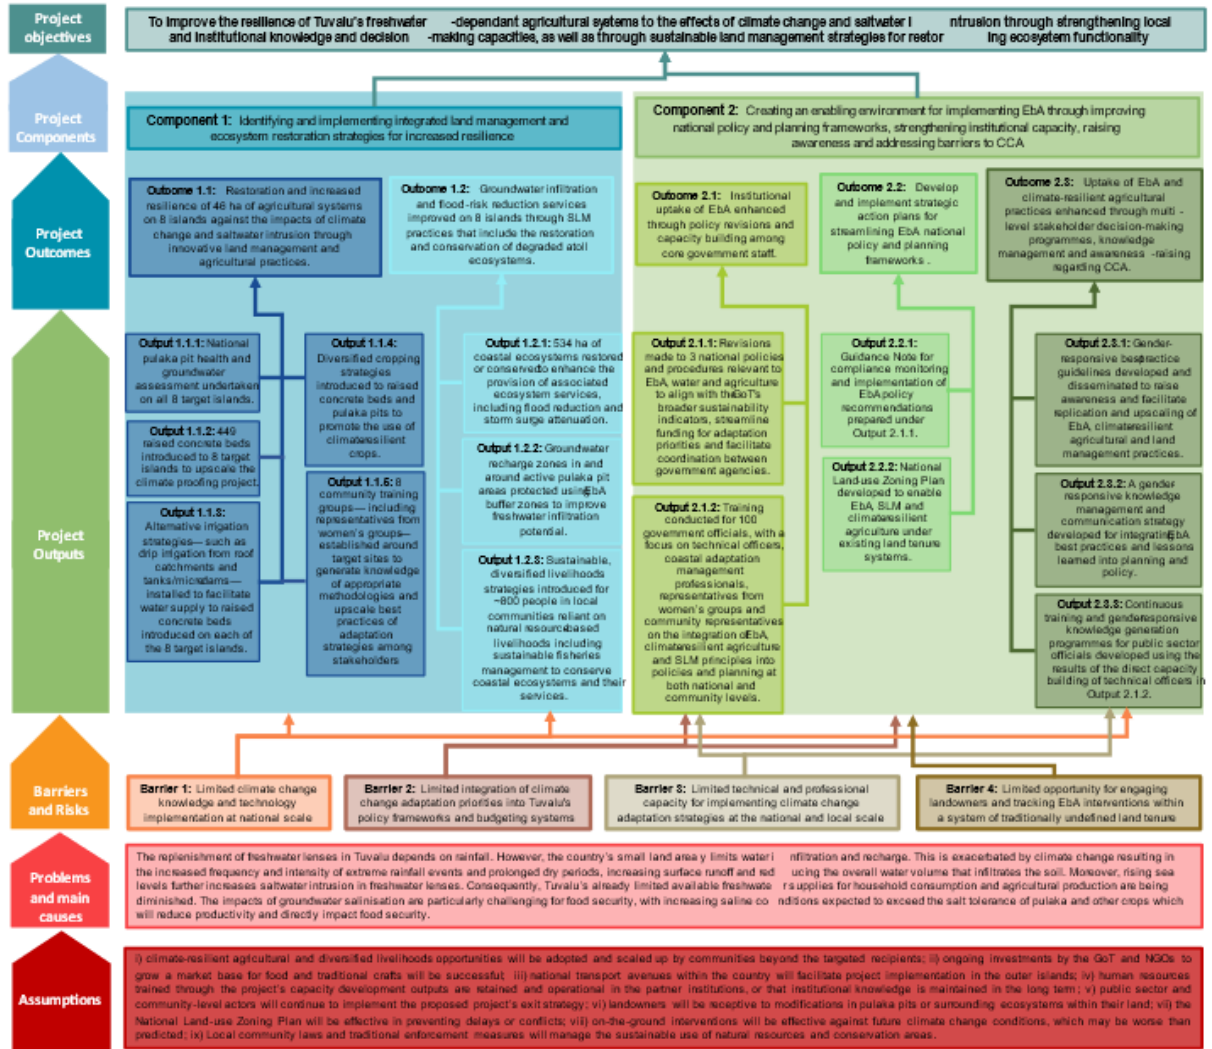 Project
objectives
To improve the resilience of Tuvalu's freshwater -dependant agricultural systems to the effects of climate change and saltwater i ntrusion through strengthening local
and institutional knowledge and decision -making capacities, as well as through sustainable land management strategies for restor ing ecosystem functionality
Project
Components
Component 1: Identifying and implementing integrated land management and
ecosystem restoration strategies for increased resilience
Component 2: Creating an enabling environment for implementing EbA through improving
national policy and planning frameworks, strengthening institutional capacity, raising
awareness and addressing barriers to CCA
Project
Outcomes
Outcome 1.1: Restoration and increased
resilience of 46 ha of agricultural systems
on 8 islands against the impacts of climate
change and saltwater intrusion through
innovative land management and
agricultural practices.
Outcome 1.2: Groundwater infiltration
and flood-risk reduction services
improved on 8 islands through SLM
practices that include the restoration
and conservation of degraded atoll
ecosystems.
Outcome 2.1: Institutional
uptake of EbA enhanced
through policy revisions and
capacity building among
core government staff.
Outcome 2.2: Develop
and implement strategic
action plans for
streamlining EbA national
policy and planning
frameworks .
Outcome 2.3: Uptake of EbA and
climate-resilient agricultural
practices enhanced through multi -
level stakeholder decision-making
programmes, knowledge
management and awareness -raising
regarding CCA.
Project
Outputs
Output 1.1.1: National
pulaka pit health and
groundwater
assessment undertaken
on all 8 target islands.
Output 1.1.2: 449
raised concrete beds
introduced to 8 target
islands to upscale the
climate proofing project.
Output 1.1.3:
Alternative irrigation
strategies— such as
drip irrigation from roof
catchments and
tanks/microdams—
installed to facilitate
water supply to raised
concrete beds
introduced on each of
the 8 target islands.
Output 1.1.4:
Diversified cropping
strategies
introduced to raised
concrete beds and
pulaka pits to
promote the use of
climateresilient
crops.
Output 1.1.5: 8
community training
groups— including
representatives from
women's groups—
established around
target sites to
generate knowledge
of appropriate
methodologies and
upscale best
practices of
adaptation
strategies among
stakeholders
Output 1.2.1: 534 ha of
coastal ecosystems restored
or conservedto enhance the
provision of associated
ecosystem services,
including flood reduction and
storm surge attenuation.
Output 1.2.2: Groundwater
recharge zones in and
around active pulaka pit
areas protected usingEbA
buffer zones to improve
freshwater infiltration
potential.
Output 1.2.3: Sustainable,
diversified livelihoods
strategies introduced for
~800 people in local
communities reliant on
natural resourcebased
livelihoods including
sustainable fisheries
management to conserve
coastal ecosystems and their
services.
Output 2.1.1: Revisions
made to 3 national policies
and procedures relevant to
EbA, water and agriculture
to align with theGoT's
broader sustainability
indicators, streamline
funding for adaptation
priorities and facilitate
coordination between
government agencies.
Output 2.1.2: Training
conducted for 100
government officials, with a
focus on technical officers,
coastal adaptation
management
professionals,
representatives from
women's groups and
community representatives
on the integration ofEbA,
climateresilient agriculture
and SLM principles into
policies and planning at
both national and
community levels.
Output 2.2.1:
Guidance Note for
compliance monitoring
and implementation of
EbApolicy
recommendations
prepared under
Output 2.1.1.
Output 2.2.2: National
Land-use Zoning Plan
developed to enable
EbA, SLM and
climateresilient
agriculture under
existing land tenure
systems.
Output 2.3.1: Gender-
responsive bestpractice
guidelines developed and
disseminated to raise
awareness and facilitate
replication and upscaling of
EbA, climateresilient
agricultural and land
management practices.
Output 2.3.2: A gender
responsive knowledge
management and
communication strategy
developed for integratingEbA
best practices and lessons
learned into planning and
policy.
Output 2.3.3: Continuous
training and genderesponsive
knowledge generation
programmes for public sector
officials developed using the
results of the direct capacity
building of technical officers in
Output 2.1.2.
Barriers
and Risks
Barrier 1: Limited climate change
knowledge and technology
implementation at national scale
Barrier 2: Limited integration of climate
change adaptation priorities into Tuvalu's
policy frameworks and budgeting systems
Barrier 3: Limited technical and professional
capacity for implementing climate change
adaptation strategies at the national and local scale
Barrier 4: Limited opportunity for engaging
landowners and tracking EbA interventions within
a system of traditionally undefined land tenure
Problems
and main
causes
The replenishment of freshwater lenses in Tuvalu depends on rainfall. However, the country's small land area y limits water i nfiltration and recharge. This is exacerbated by climate change resulting in
the increased frequency and intensity of extreme rainfall events and prolonged dry periods, increasing surface runoff and red ucing the overall water volume that infiltrates the soil. Moreover, rising sea
levels further increases saltwater intrusion in freshwater lenses. Consequently, Tuvalu's already limited available freshwate r supplies for household consumption and agricultural production are being
diminished. The impacts of groundwater salinisation are particularly challenging for food security, with increasing saline co nditions expected to exceed the salt tolerance of pulaka and other crops which
will reduce productivity and directly impact food security.
Assumptions
i) climate-resilient agricultural and diversified livelihoods opportunities will be adopted and scaled up by communities beyond the targeted recipients; ii) ongoing investments by the GoT and NGOs to
grow a market base for food and traditional crafts will be successful; iii) national transport avenues within the country will facilitate project implementation in the outer islands; iv) human resources
trained through the project's capacity development outputs are retained and operational in the partner institutions, or that institutional knowledge is maintained in the long term ; v) public sector and
community-level actors will continue to implement the proposed project's exit strategy; vi) landowners will be receptive to modifications in pulaka pits or surrounding ecosystems within their land; vii) the
National Land-use Zoning Plan will be effective in preventing delays or conflicts; vii) on-the-ground interventions will be effective against future climate change conditions, which may be worse than
predicted; ix) Local community laws and traditional enforcement measures will manage the sustainable use of natural resources and conservation areas.